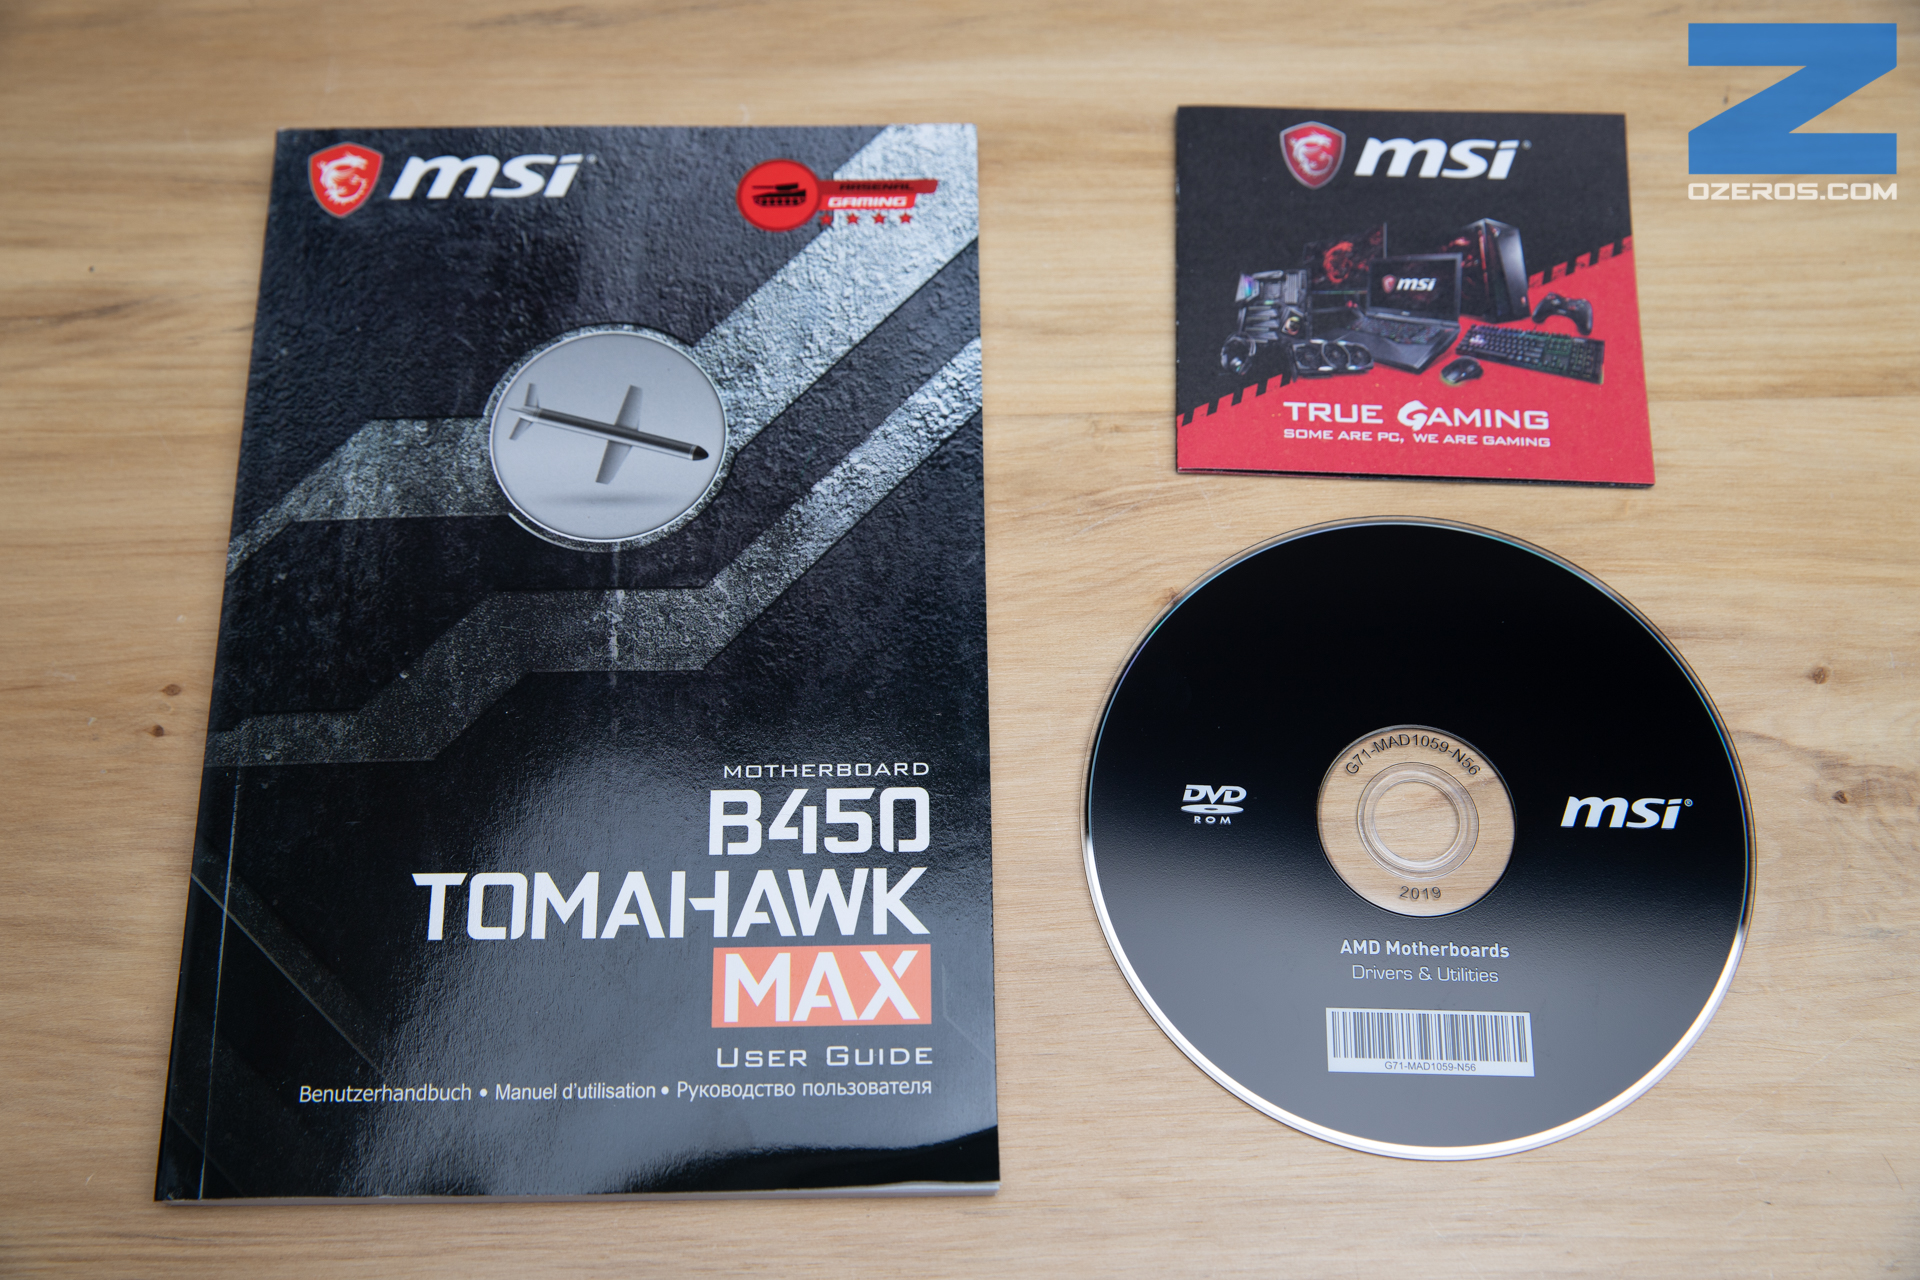 msi
ARSENAL
GAMING
MOTHERBOARD
B450
TOMAHAWK
MAX
USER GUIDE
Benutzerhandbuch • Manuel d'utilisation • Руководство пользователя
msi
msi
TRUE GAMING
SOME ARE PC, WE ARE GAMING
OZEROS.COM
G71-MAD1059-N56
DVD
ROM
msi®
2019
AMD Motherboards
Drivers & Utilities
G71-MAD1059-N56